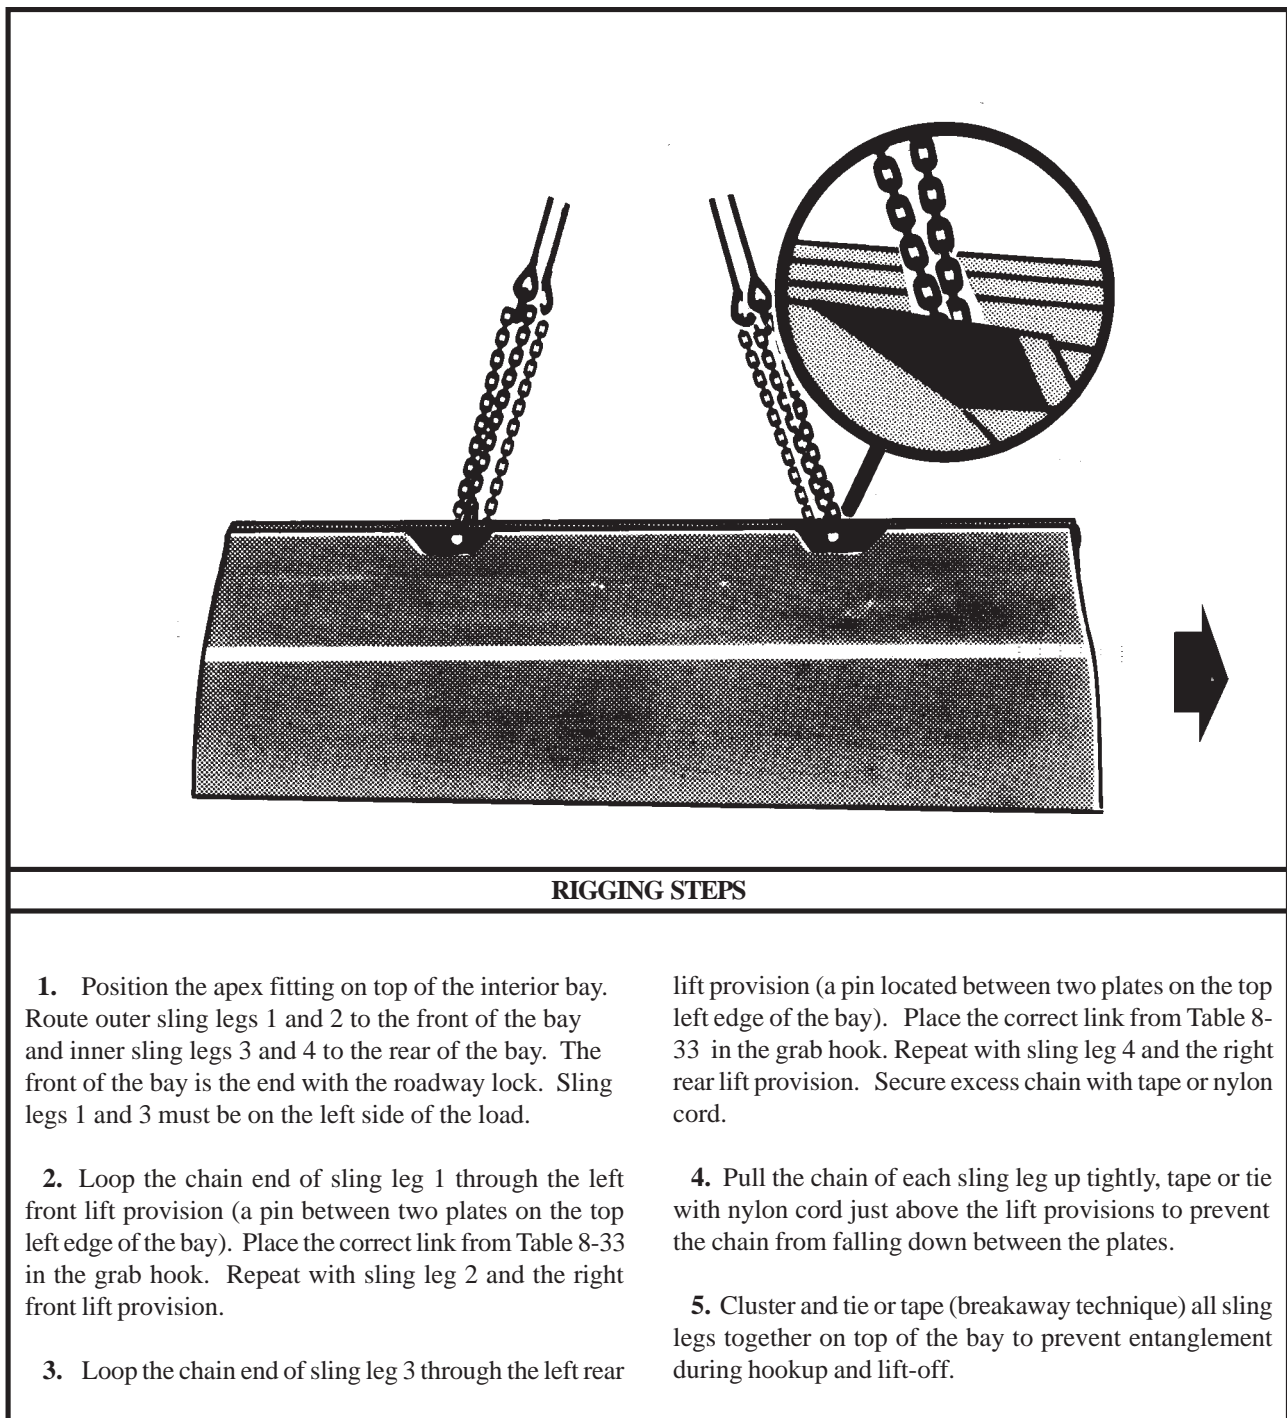 RIGGING STEPS
1. Position the apex fitting on top of the interior bay.
Route outer sling legs 1 and 2 to the front of the bay
and inner sling legs 3 and 4 to the rear of the bay. The
front of the bay is the end with the roadway lock. Sling
legs 1 and 3 must be on the left side of the load.
2. Loop the chain end of sling leg 1 through the left
front lift provision (a pin between two plates on the top
left edge of the bay). Place the correct link from Table 8-33
in the grab hook. Repeat with sling leg 2 and the right
front lift provision.
3. Loop the chain end of sling leg 3 through the left rear
lift provision (a pin located between two plates on the top
left edge of the bay). Place the correct link from Table 8-
33 in the grab hook. Repeat with sling leg 4 and the right
rear lift provision. Secure excess chain with tape or nylon
cord.
4. Pull the chain of each sling leg up tightly, tape or tie
with nylon cord just above the lift provisions to prevent
the chain from falling down between the plates.
5. Cluster and tie or tape (breakaway technique) all sling
legs together on top of the bay to prevent entanglement
during hookup and lift-off.